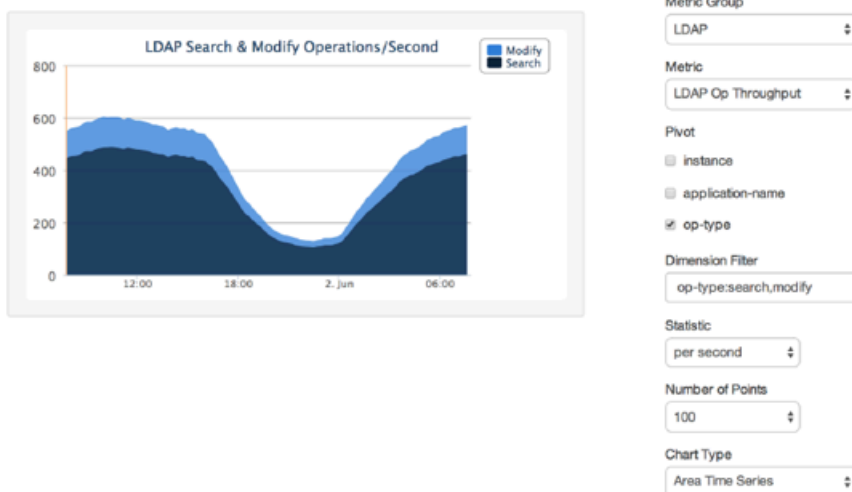 LDAP Search & Modify Operations/Second
Modify
Search
800
600
400
200
0
12:00
18:00
2. Jun
06:00
Metric Group
LDAP
Metric
LDAP Op Throughput
Pivot
instance
application-name
op-type
Dimension Filter
op-type:search,modify
Statistic
per second
Number of Points
100
Chart Type
Area Time Series